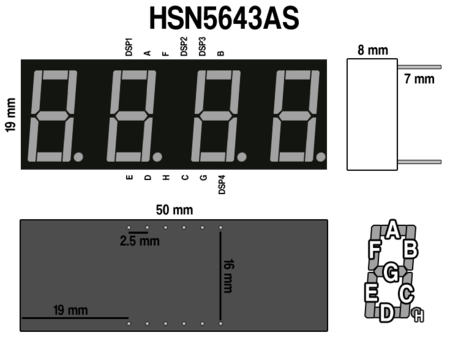 HSN5643AS
DSP1
A
F
DSP2
DSP3
B
8 mm
7 mm
19 mm
E
D
H
C
G
DSP4
50 mm
2.5 mm
16 mm
19 mm
A
F
B
G
E
C
D
H